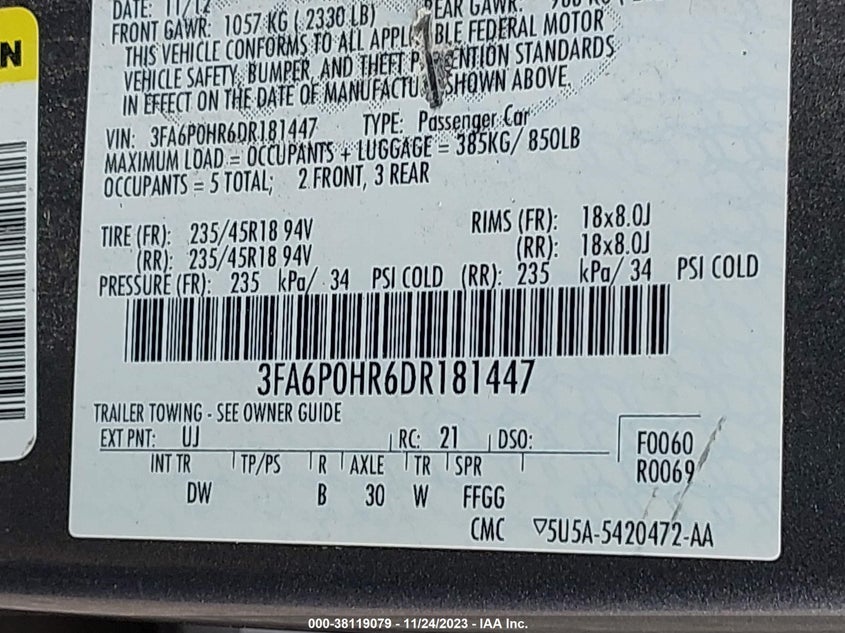 DATE: 11/12
FRONT GAWR: 1057 KG ( 2330 LB) REAR GAWR:
THIS VEHICLE CONFORMS TO ALL FEDERAL MOTOR
VEHICLE SAFETY, BUMPER, AND THEFT STANDARDS
IN EFFECT ON THE DATE OF SHOWN ABOVE.
VIN: 3FA6P0HR6DR181447 TYPE: Passenger Car
MAXIMUM LOAD = OCCUPANTS + LUGGAGE = 385KG/ 850LB
OCCUPANTS = 5 TOTAL; 2 FRONT, 3 REAR
TIRE (FR): 235/45R18 94V RIMS (FR): 18x8.0J
(RR): 235/45R18 94V (RR): 18x8.0J
PRESSURE (FR): 235 kPa/ 34 PSI COLD (RR): 235 kPa/ 34 PSI COLD
3FA6P0HR6DR181447
TRAILER TOWING - SEE OWNER GUIDE
EXT PNT: UJ RC: 21 DSO: F0060
R0069
INT TR TP/PS R AXLE TR SPR
DW B 30 W FFGG
CMC ▽5U5A-5420472-AA
000-38119079 - 11/24/2023 - IAA Inc.